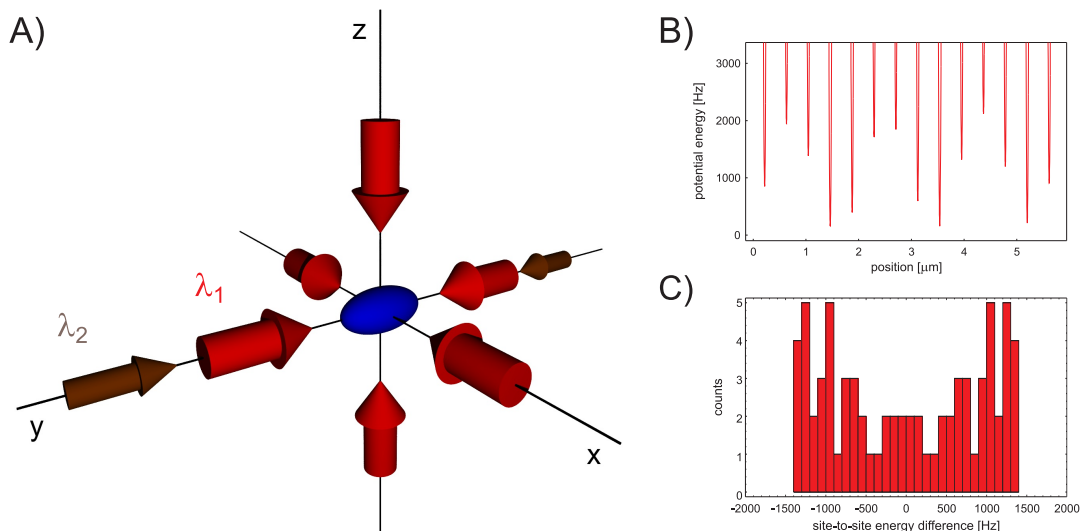 A)
z
λ1
λ2
y
x
B)
potential energy [Hz]
3000
2000
1000
0
0
1
2
3
4
5
position [μm]
C)
counts
5
4
3
2
1
0
-2000
-1500
-1000
-500
0
500
1000
1500
2000
site-to-site energy difference [Hz]